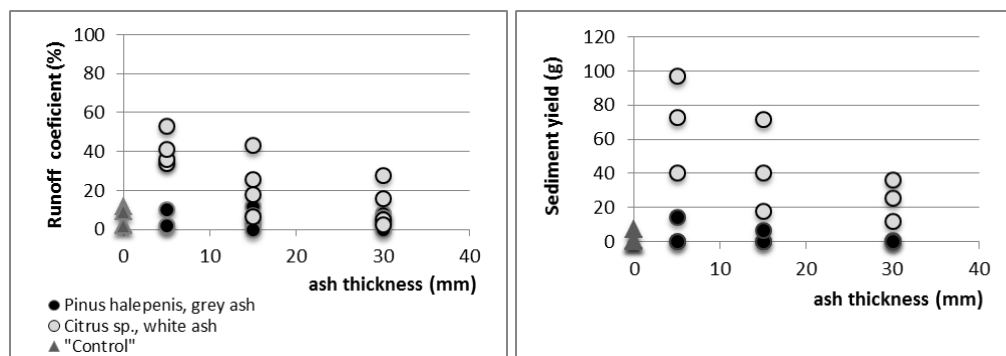 Runoff coeficient (%)
100
80
60
40
20
0
0 10 20 30 40
ash thickness (mm)
Pinus halepenis, grey ash
Citrus sp., white ash
"Control"
Sediment yield (g)
120
100
80
60
40
20
0
0 10 20 30 40
ash thickness (mm)